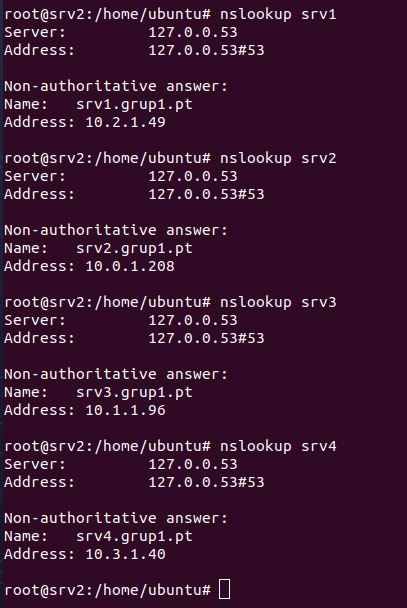 root@srv2:/home/ubuntu# nslookup srv1
Server:         127.0.0.53
Address:        127.0.0.53#53

Non-authoritative answer:
Name:   srv1.grup1.pt
Address: 10.2.1.49

root@srv2:/home/ubuntu# nslookup srv2
Server:         127.0.0.53
Address:        127.0.0.53#53

Non-authoritative answer:
Name:   srv2.grup1.pt
Address: 10.0.1.208

root@srv2:/home/ubuntu# nslookup srv3
Server:         127.0.0.53
Address:        127.0.0.53#53

Non-authoritative answer:
Name:   srv3.grup1.pt
Address: 10.1.1.96

root@srv2:/home/ubuntu# nslookup srv4
Server:         127.0.0.53
Address:        127.0.0.53#53

Non-authoritative answer:
Name:   srv4.grup1.pt
Address: 10.3.1.40

root@srv2:/home/ubuntu#